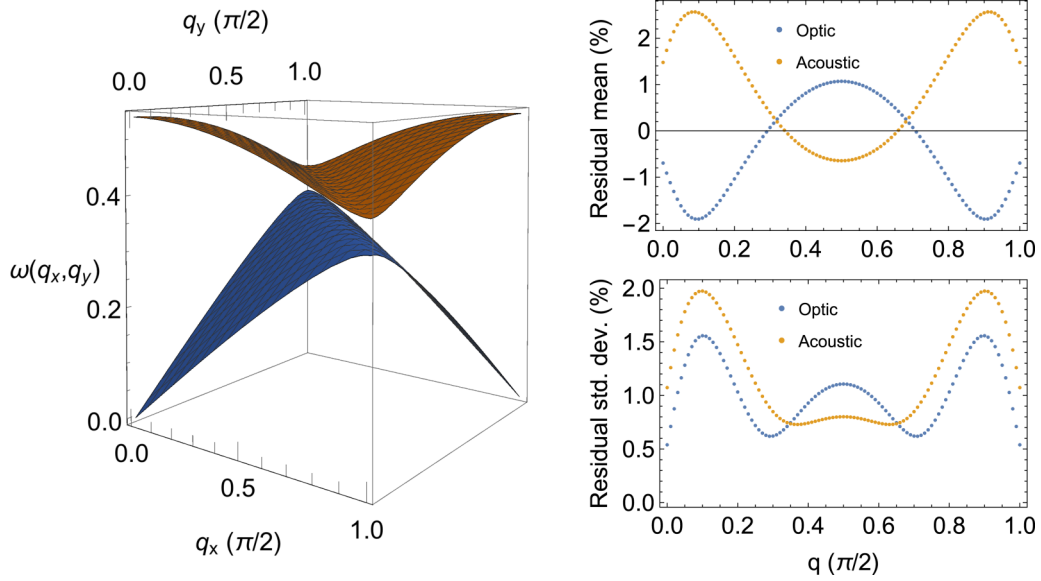 q_y (π/2)
0.0
0.5
1.0
0.4
ω(q_x,q_y)
0.2
0.0
0.0
0.5
1.0
q_x (π/2)
Residual mean (%)
2
1
0
−1
−2
Optic
Acoustic
0.0 0.2 0.4 0.6 0.8 1.0
Residual std. dev. (%)
2.0
1.5
1.0
0.5
0.0
Optic
Acoustic
0.0 0.2 0.4 0.6 0.8 1.0
q (π/2)